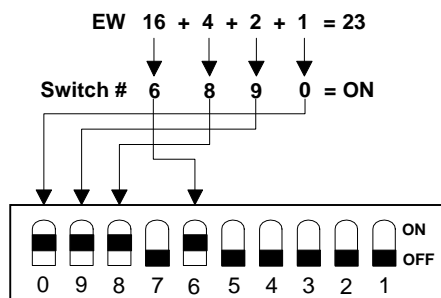 EW 16 + 4 + 2 + 1 = 23
Switch # 6 8 9 0 = ON
ON
OFF
0 9 8 7 6 5 4 3 2 1